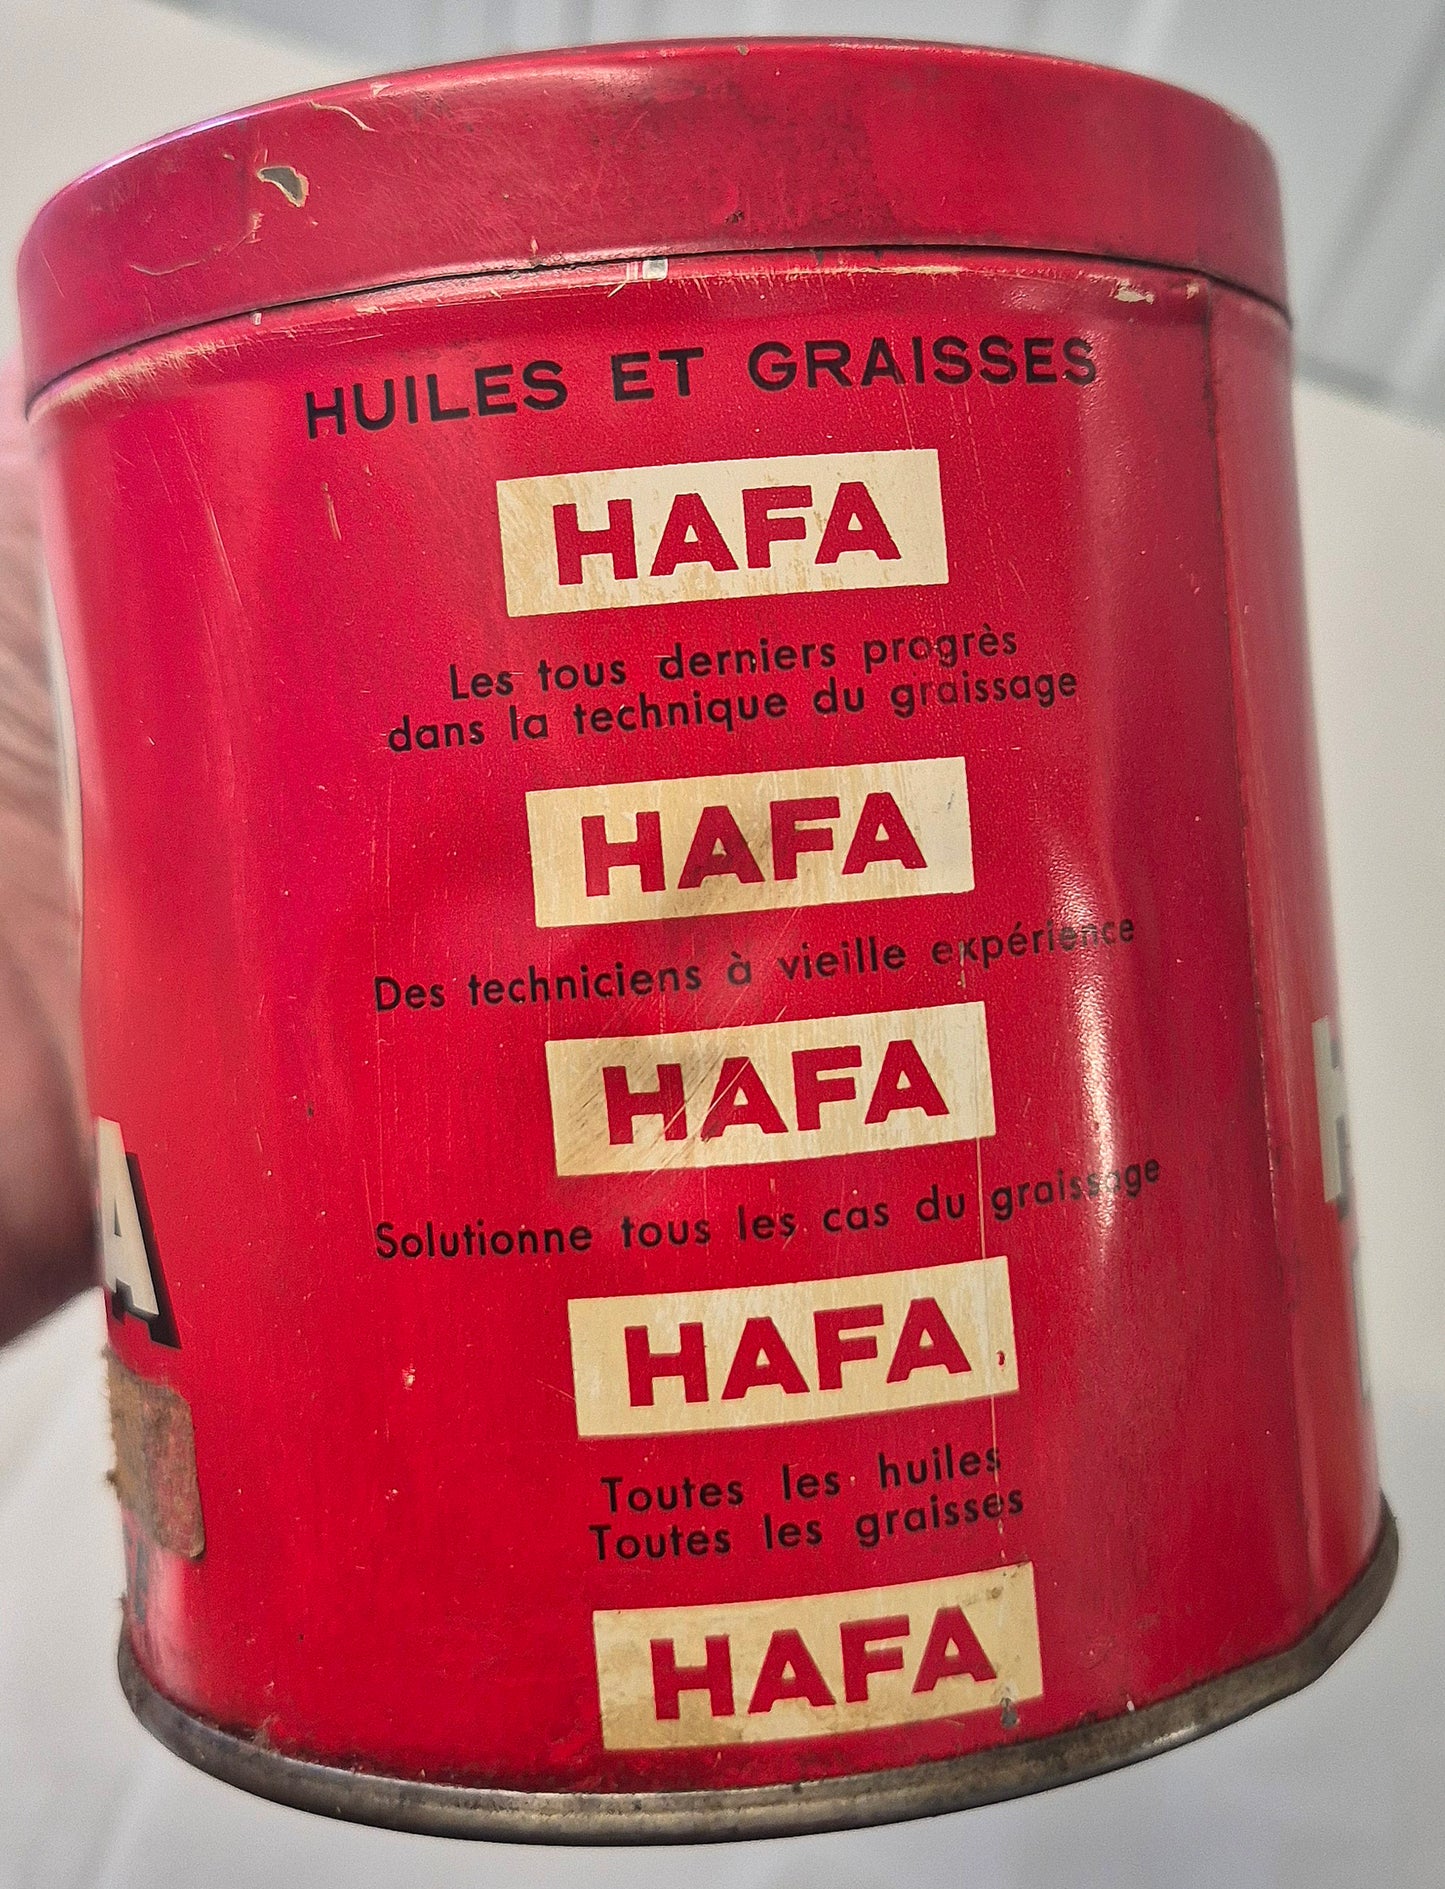 HUILES ET GRAISSES
HAFA
Les tous derniers progrès
dans la technique du graissage
HAFA
Des techniciens à vieille expérience
HAFA
Solutionne tous les cas du graissage
HAFA
Toutes les huiles
Toutes les graisses
HAFA
A
H